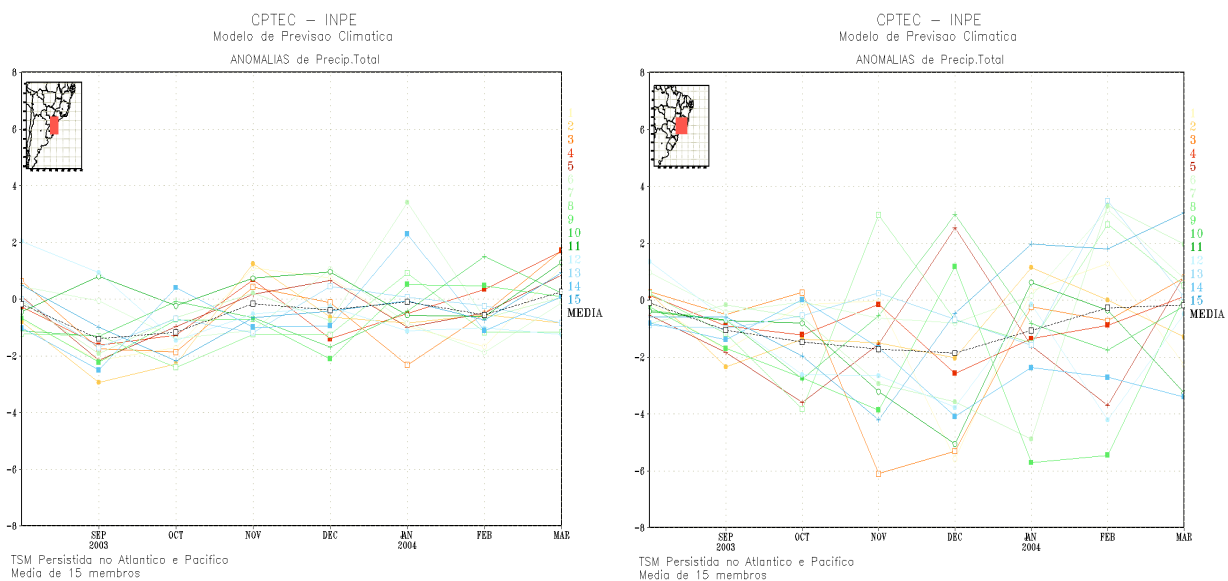 CPTEC – INPE
Modelo de Previsao Climatica
ANOMALIAS de Precip.Total
8
6
4
2
0
-2
-4
-6
-8
SEP
2003
OCT
NOV
DEC
JAN
2004
FEB
MAR
1
2
3
4
5
6
7
8
9
10
11
12
13
14
15
MEDIA
TSM Persistida no Atlantico e Pacifico
Media de 15 membros
CPTEC – INPE
Modelo de Previsao Climatica
ANOMALIAS de Precip.Total
8
6
4
2
0
-2
-4
-6
-8
SEP
2003
OCT
NOV
DEC
JAN
2004
FEB
MAR
1
2
3
4
5
6
7
8
9
10
11
12
13
14
15
MEDIA
TSM Persistida no Atlantico e Pacifico
Media de 15 membros